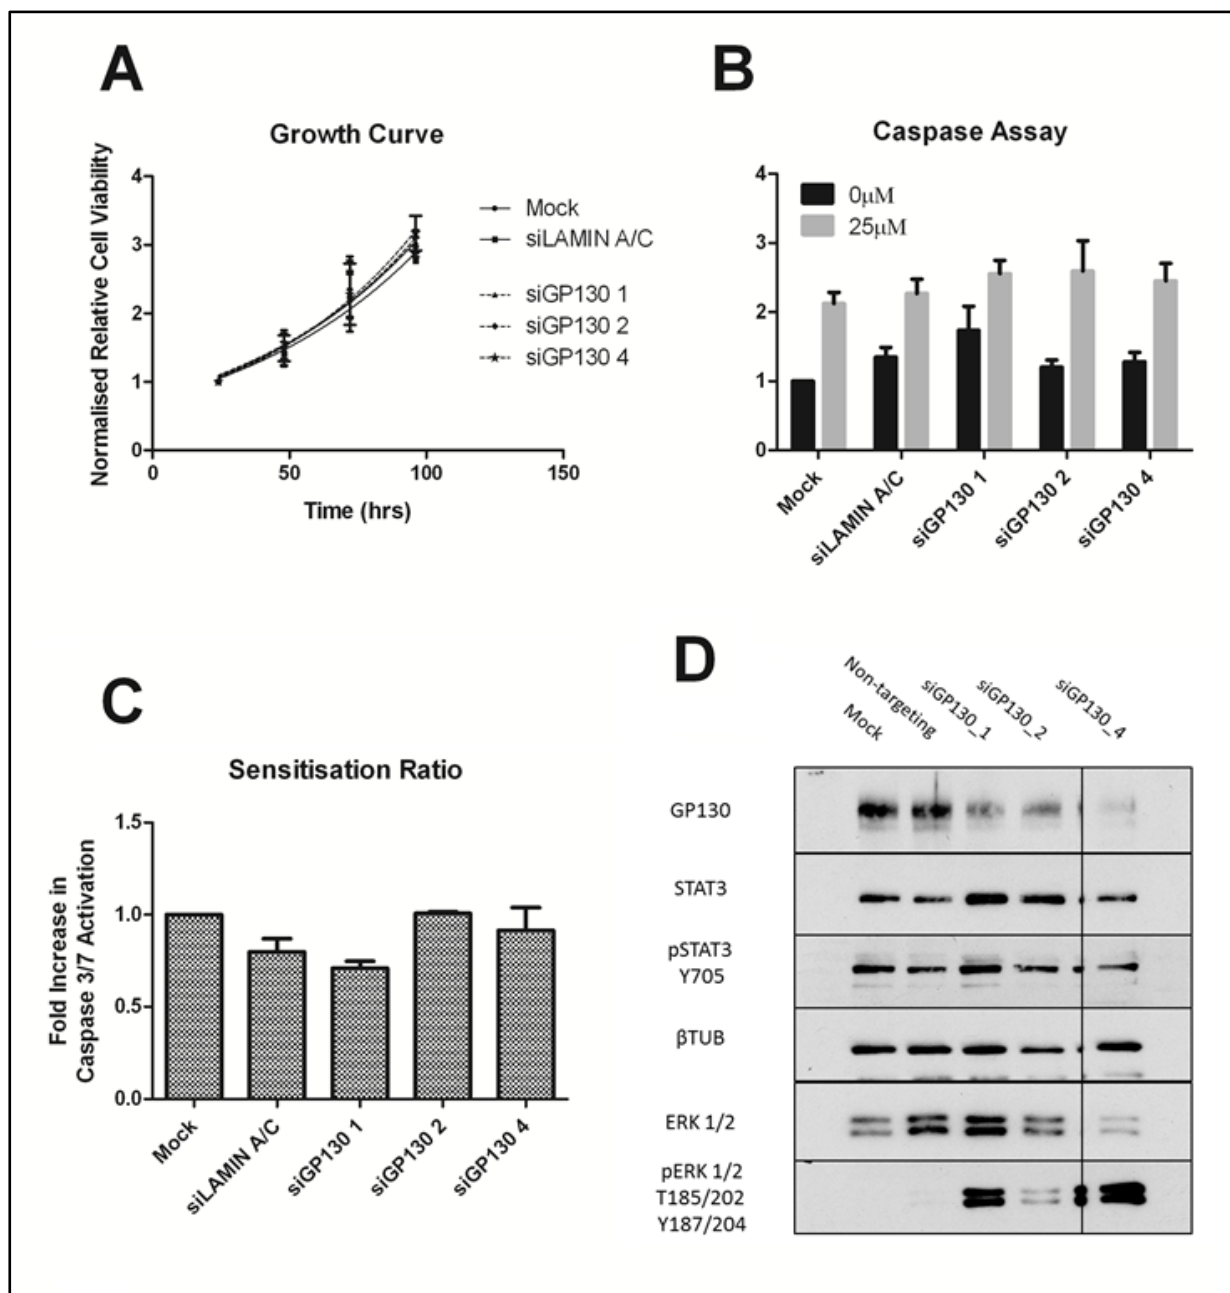 A
Growth Curve
Normalised Relative Cell Viability
4
3
2
1
0
0 50 100 150
Time (hrs)
Mock
siLAMIN A/C
siGP130 1
siGP130 2
siGP130 4
B
Caspase Assay
0μM
25μM
4
3
2
1
0
Mock
siLAMIN A/C
siGP130 1
siGP130 2
siGP130 4
C
Sensitisation Ratio
Fold Increase in
Caspase 3/7 Activation
1.5
1.0
0.5
0.0
Mock
siLAMIN A/C
siGP130 1
siGP130 2
siGP130 4
D
Mock
Non-targeting
siGP130_1
siGP130_2
siGP130_4
GP130
STAT3
pSTAT3
Y705
βTUB
ERK 1/2
pERK 1/2
T185/202
Y187/204